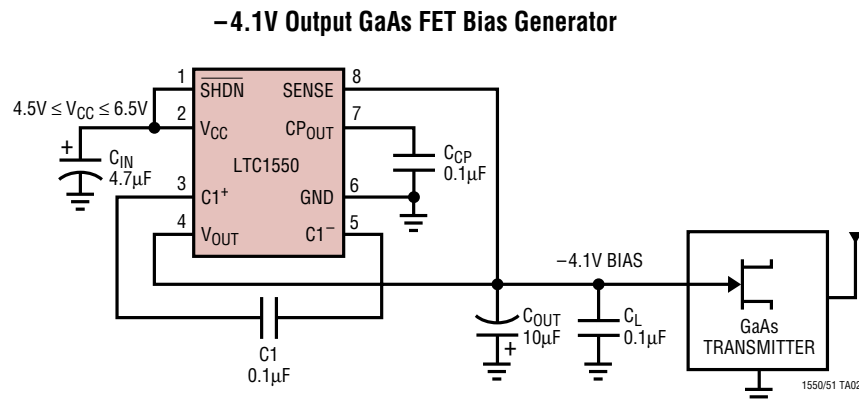 −4.1V Output GaAs FET Bias Generator
1
8
SHDN
SENSE
4.5V ≤ VCC ≤ 6.5V
2
7
VCC
CPOUT
+
CIN
4.7µF
CCP
0.1µF
LTC1550
3
6
C1+
GND
4
5
VOUT
C1−
−4.1V BIAS
COUT
10µF
+
CL
0.1µF
GaAs
TRANSMITTER
C1
0.1µF
1550/51 TA02